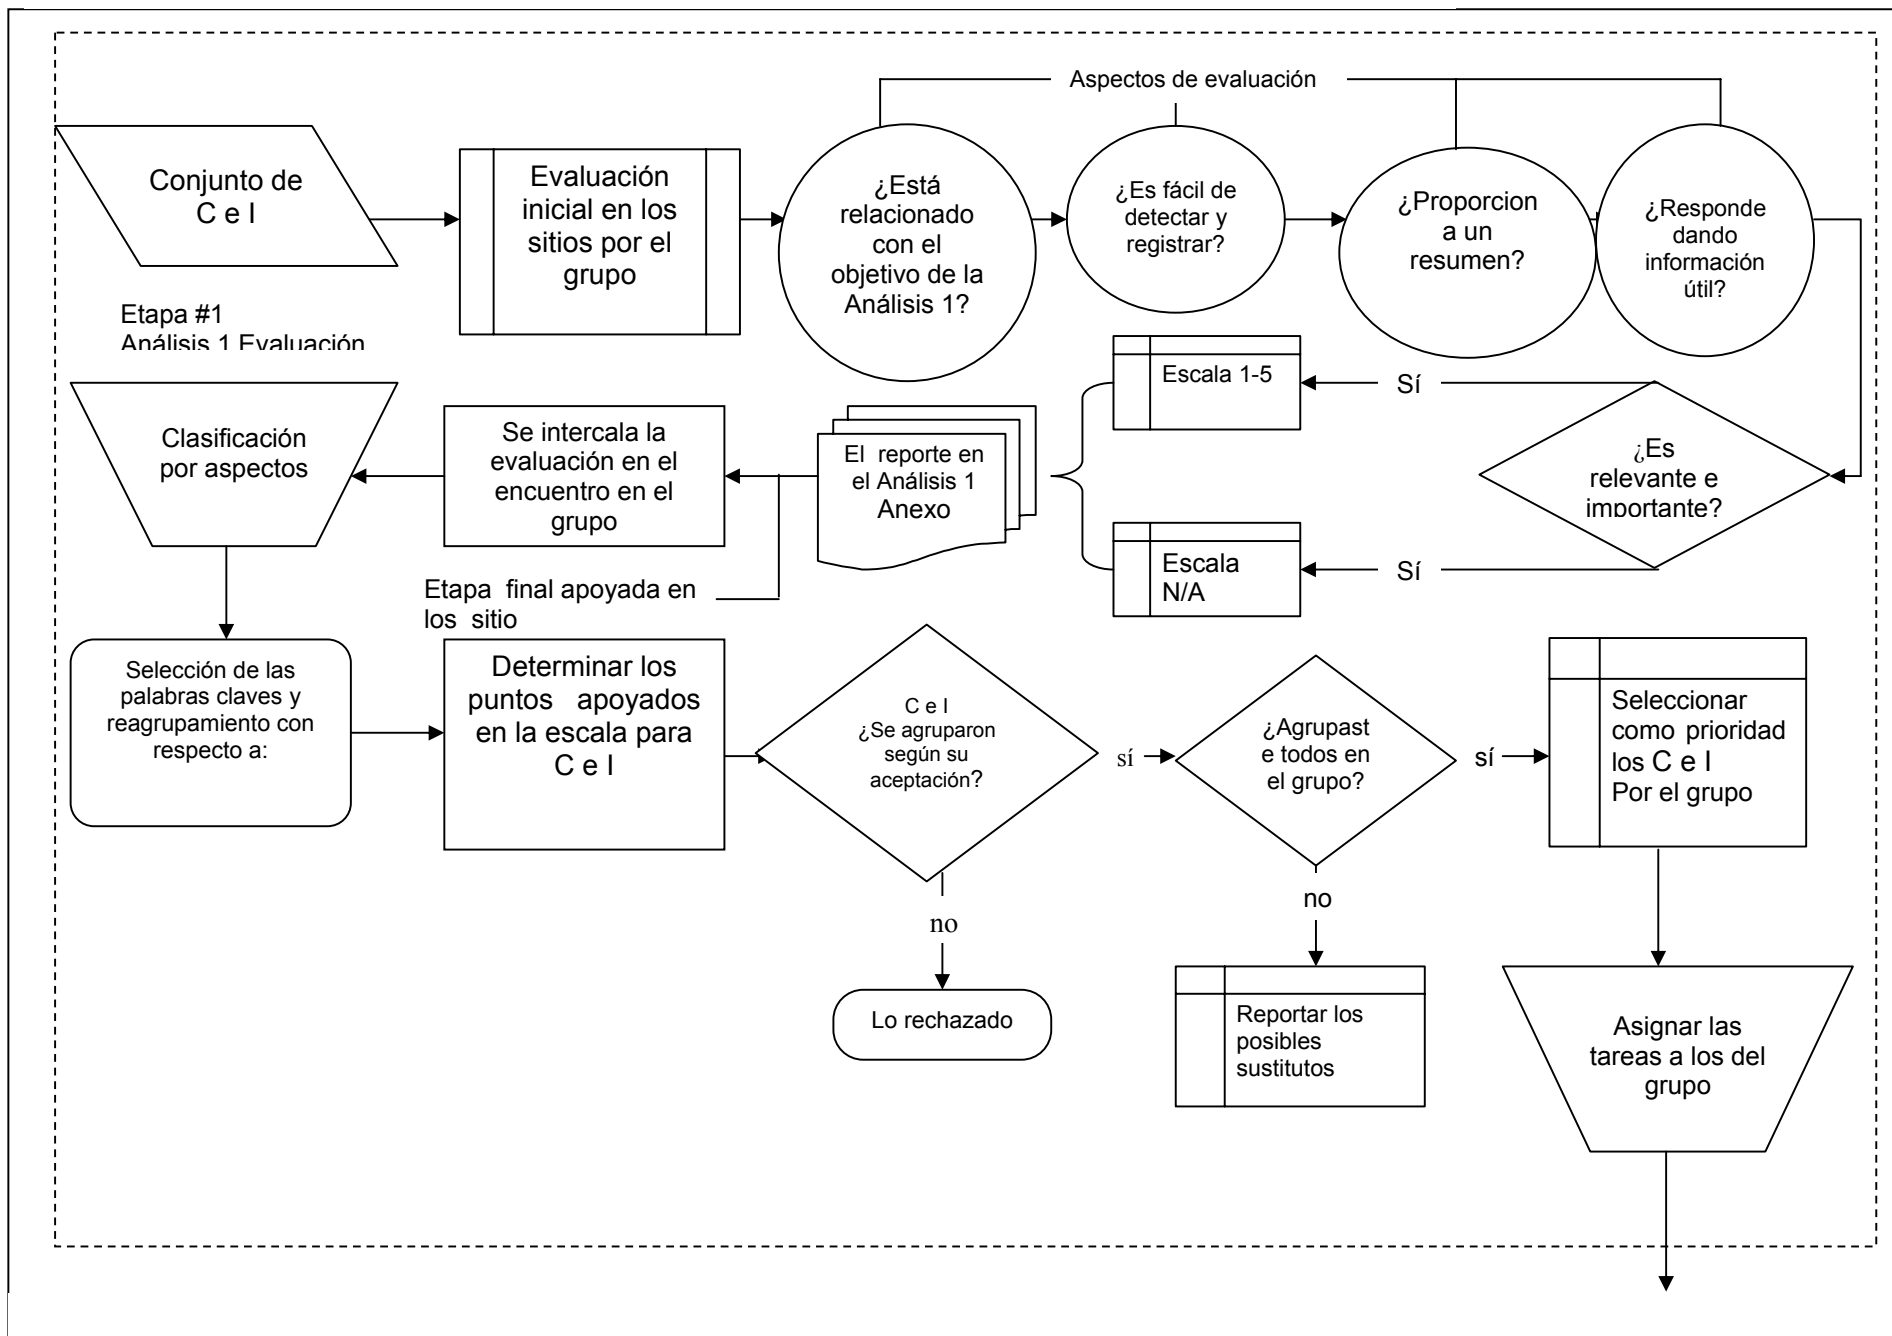 Aspectos de evaluación
Conjunto de
C e I
Evaluación
inicial en los
sitios por el
grupo
¿Está
relacionado
con el
objetivo de la
Análisis 1?
¿Es fácil de
detectar y
registrar?
¿Proporcion
a un
resumen?
¿Responde
dando
información
útil?
Etapa #1
Análisis 1 Evaluación
Clasificación
por aspectos
Se intercala la
evaluación en el
encuentro en el
grupo
El reporte en
el Análisis 1
Anexo
Escala 1-5
Sí
¿Es
relevante e
importante?
Escala
N/A
Sí
Etapa final apoyada en
los sitio
Selección de las
palabras claves y
reagrupamiento con
respecto a:
Determinar los
puntos apoyados
en la escala para
C e I
C e I
¿Se agruparon
según su
aceptación?
sí
¿Agrupast
e todos en
el grupo?
sí
Seleccionar
como prioridad
los C e I
Por el grupo
no
no
Lo rechazado
Reportar los
posibles
sustitutos
Asignar las
tareas a los del
grupo